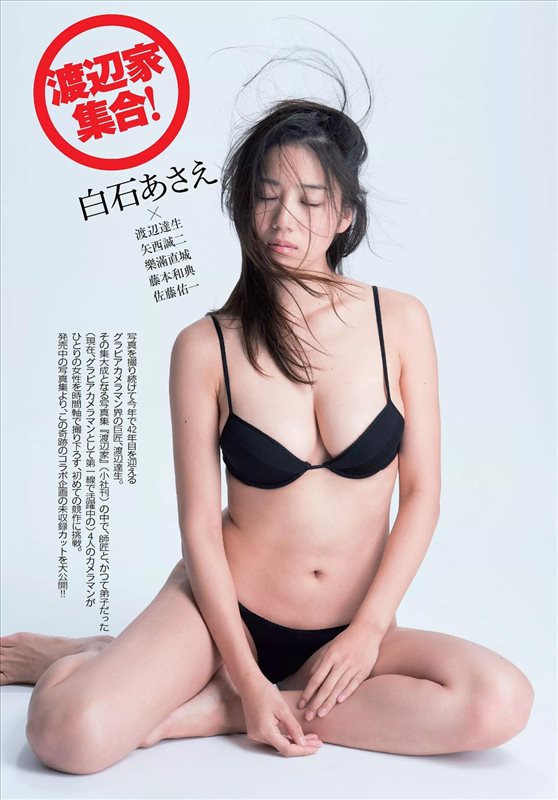 渡辺家
集合!
白石あさえ
×
渡辺達生
矢西誠二
樂滿直城
藤本和典
佐藤佑一
写真を撮り続けて今年で42年目を迎える
グラビアカメラマン界の巨匠、渡辺達生。
その集大成となる写真集『渡辺家』(小社刊)の中で、師匠と、かつて弟子だった
(現在、グラビアカメラマンとして第一線で活躍中の)4人のカメラマンが
ひとりの女性を時間軸で撮り下ろす、初めての競作に挑戦。
発売中の写真集より、この奇跡のコラボ企画の未収録カットを大公開!!